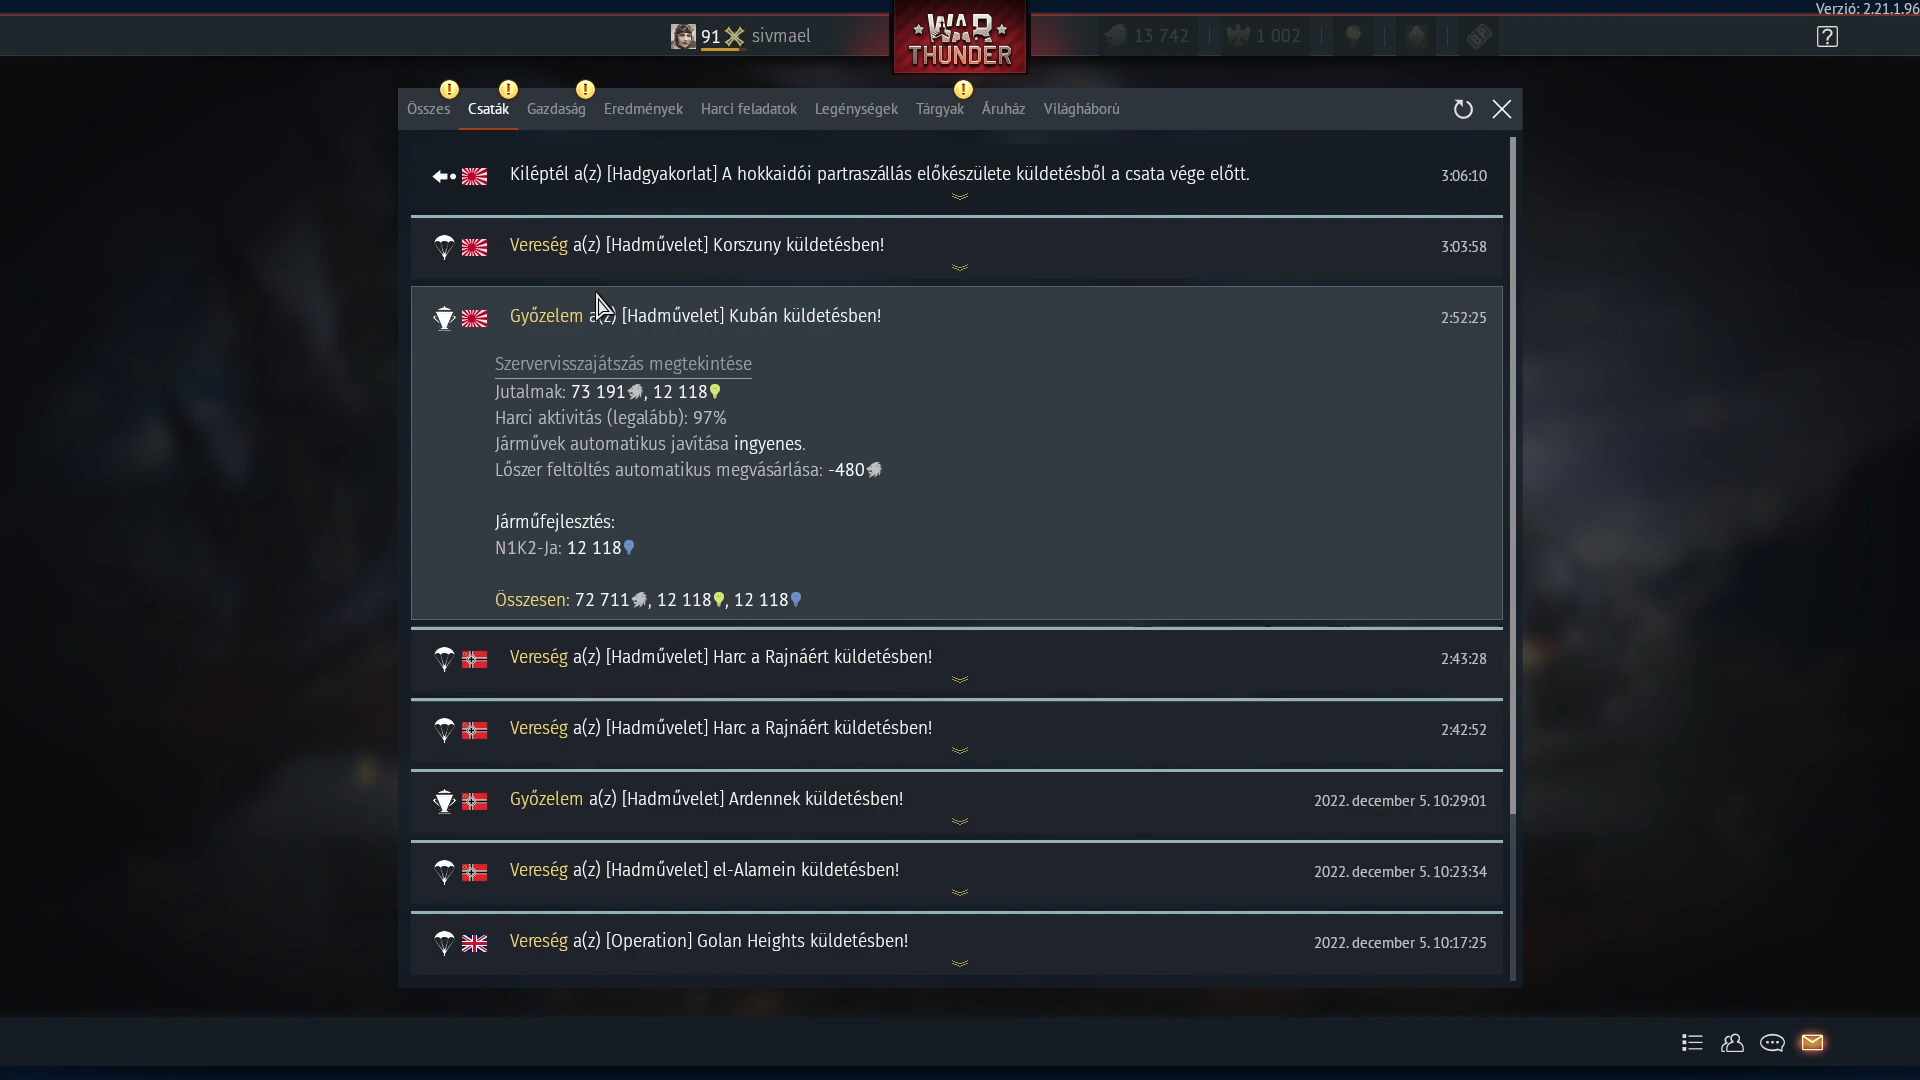 Verzió: 2.21.1.96
91 sivmael
WAR
THUNDER
13 742
1 002
Összes Csaták Gazdaság Eredmények Harci feladatok Legénységek Tárgyak Áruház Világháború
Kiléptél a(z) [Hadgyakorlat] A hokkaidói partraszállás előkészülete küldetésből a csata vége előtt. 3:06:10
Vereség a(z) [Hadművelet] Korszuny küldetésben! 3:03:58
Győzelem a(z) [Hadművelet] Kubán küldetésben! 2:52:25
Szervervisszajátszás megtekintése
Jutalmak: 73 191, 12 118
Harci aktivitás (legalább): 97%
Járművek automatikus javítása ingyenes.
Lőszer feltöltés automatikus megvásárlása: -480
Járműfejlesztés:
N1K2-Ja: 12 118
Összesen: 72 711, 12 118, 12 118
Vereség a(z) [Hadművelet] Harc a Rajnáért küldetésben! 2:43:28
Vereség a(z) [Hadművelet] Harc a Rajnáért küldetésben! 2:42:52
Győzelem a(z) [Hadművelet] Ardennek küldetésben! 2022. december 5. 10:29:01
Vereség a(z) [Hadművelet] el-Alamein küldetésben! 2022. december 5. 10:23:34
Vereség a(z) [Operation] Golan Heights küldetésben! 2022. december 5. 10:17:25